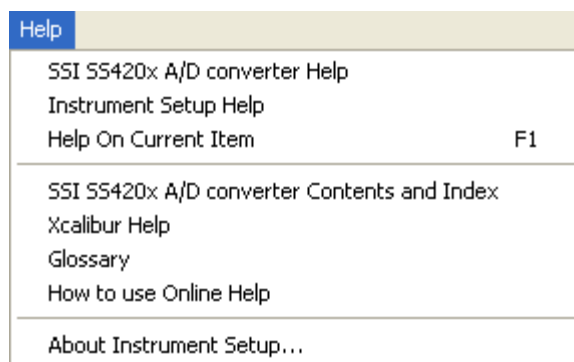 Help
SSI SS420x A/D converter Help
Instrument Setup Help
Help On Current Item F1
SSI SS420x A/D converter Contents and Index
Xcalibur Help
Glossary
How to use Online Help
About Instrument Setup...